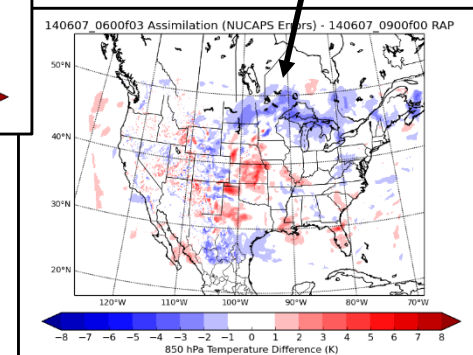 140607_0600f03 Assimilation (NUCAPS Errors) - 140607_0900f00 RAP
50°N
40°N
30°N
20°N
120°W 110°W 100°W 90°W 80°W 70°W
−8 −7 −6 −5 −4 −3 −2 −1 0 1 2 3 4 5 6 7 8
850 hPa Temperature Difference (K)